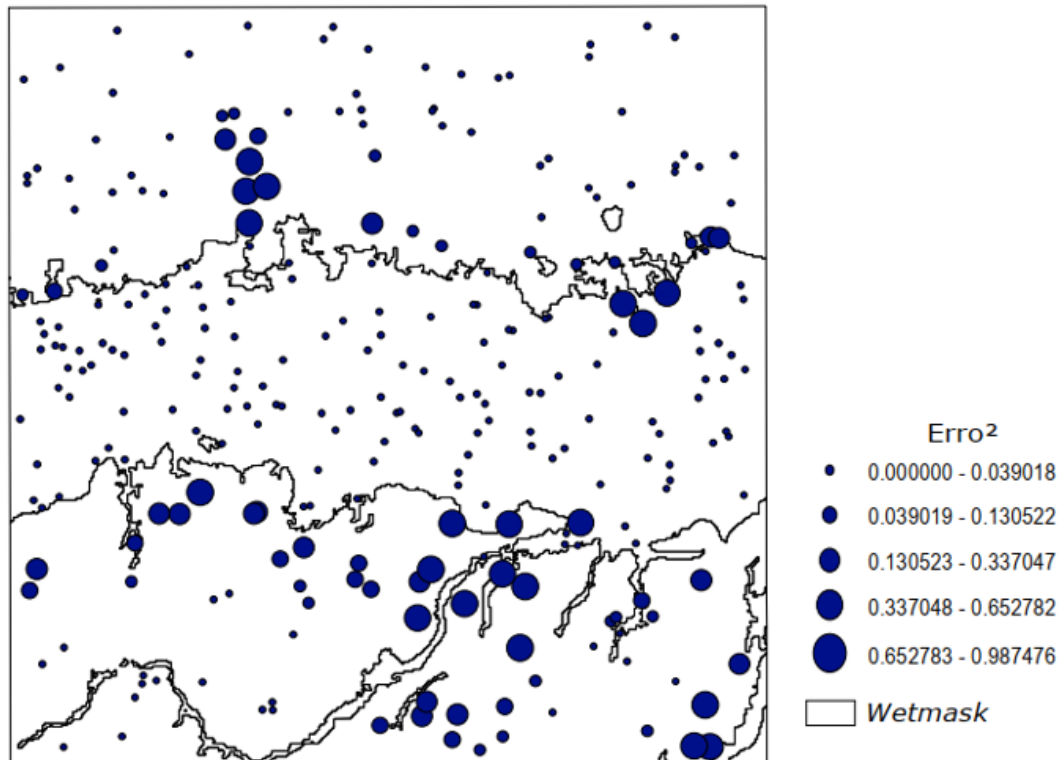 Erro²
0.000000 - 0.039018
0.039019 - 0.130522
0.130523 - 0.337047
0.337048 - 0.652782
0.652783 - 0.987476
Wetmask